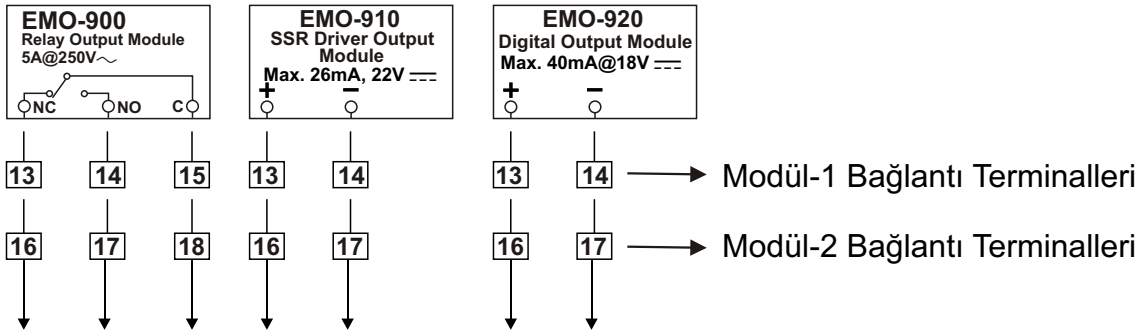 EMO-900
Relay Output Module
5A@250V～
NC NO C
EMO-910
SSR Driver Output
Module
Max. 26mA, 22V ⎓
+ −
EMO-920
Digital Output Module
Max. 40mA@18V ⎓
+ −
13 14 15 13 14 13 14 Modül-1 Bağlantı Terminalleri
16 17 18 16 17 16 17 Modül-2 Bağlantı Terminalleri